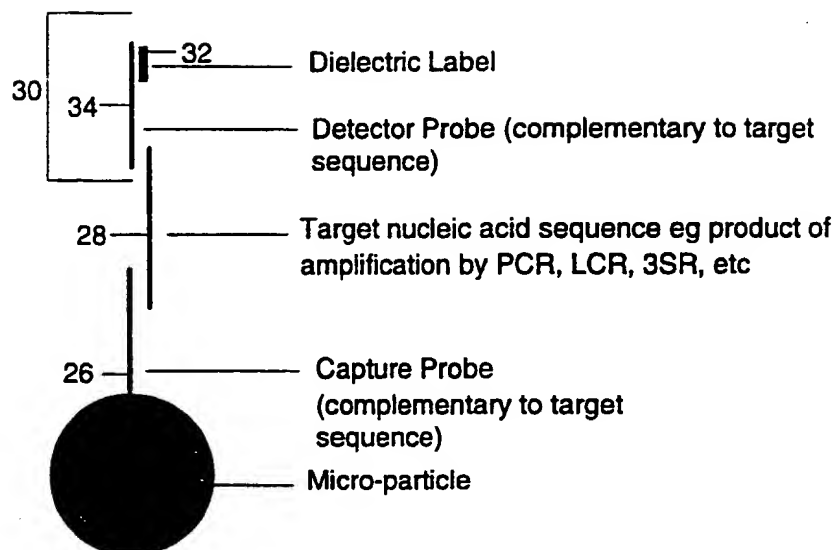 32
Dielectric Label
30
34
Detector Probe (complementary to target
sequence)
28
Target nucleic acid sequence eg product of
amplification by PCR, LCR, 3SR, etc
26
Capture Probe
(complementary to target
sequence)
Micro-particle